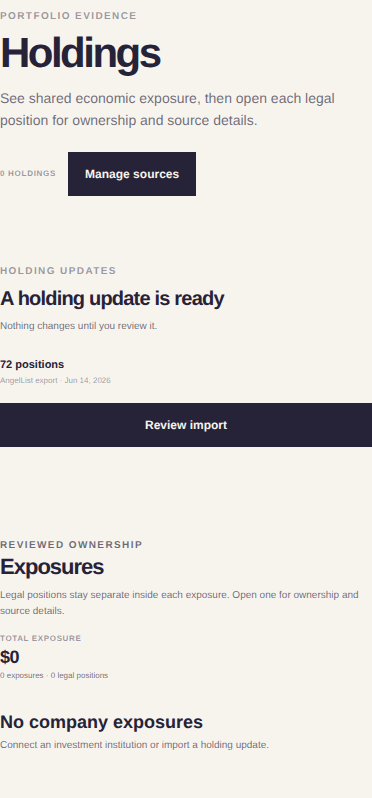 PORTFOLIO EVIDENCE
Holdings
See shared economic exposure, then open each legal
position for ownership and source details.
0 HOLDINGS
Manage sources
HOLDING UPDATES
A holding update is ready
Nothing changes until you review it.
72 positions
AngelList export · Jun 14, 2026
Review import
REVIEWED OWNERSHIP
Exposures
Legal positions stay separate inside each exposure. Open one for ownership and
source details.
TOTAL EXPOSURE
$0
0 exposures · 0 legal positions
No company exposures
Connect an investment institution or import a holding update.